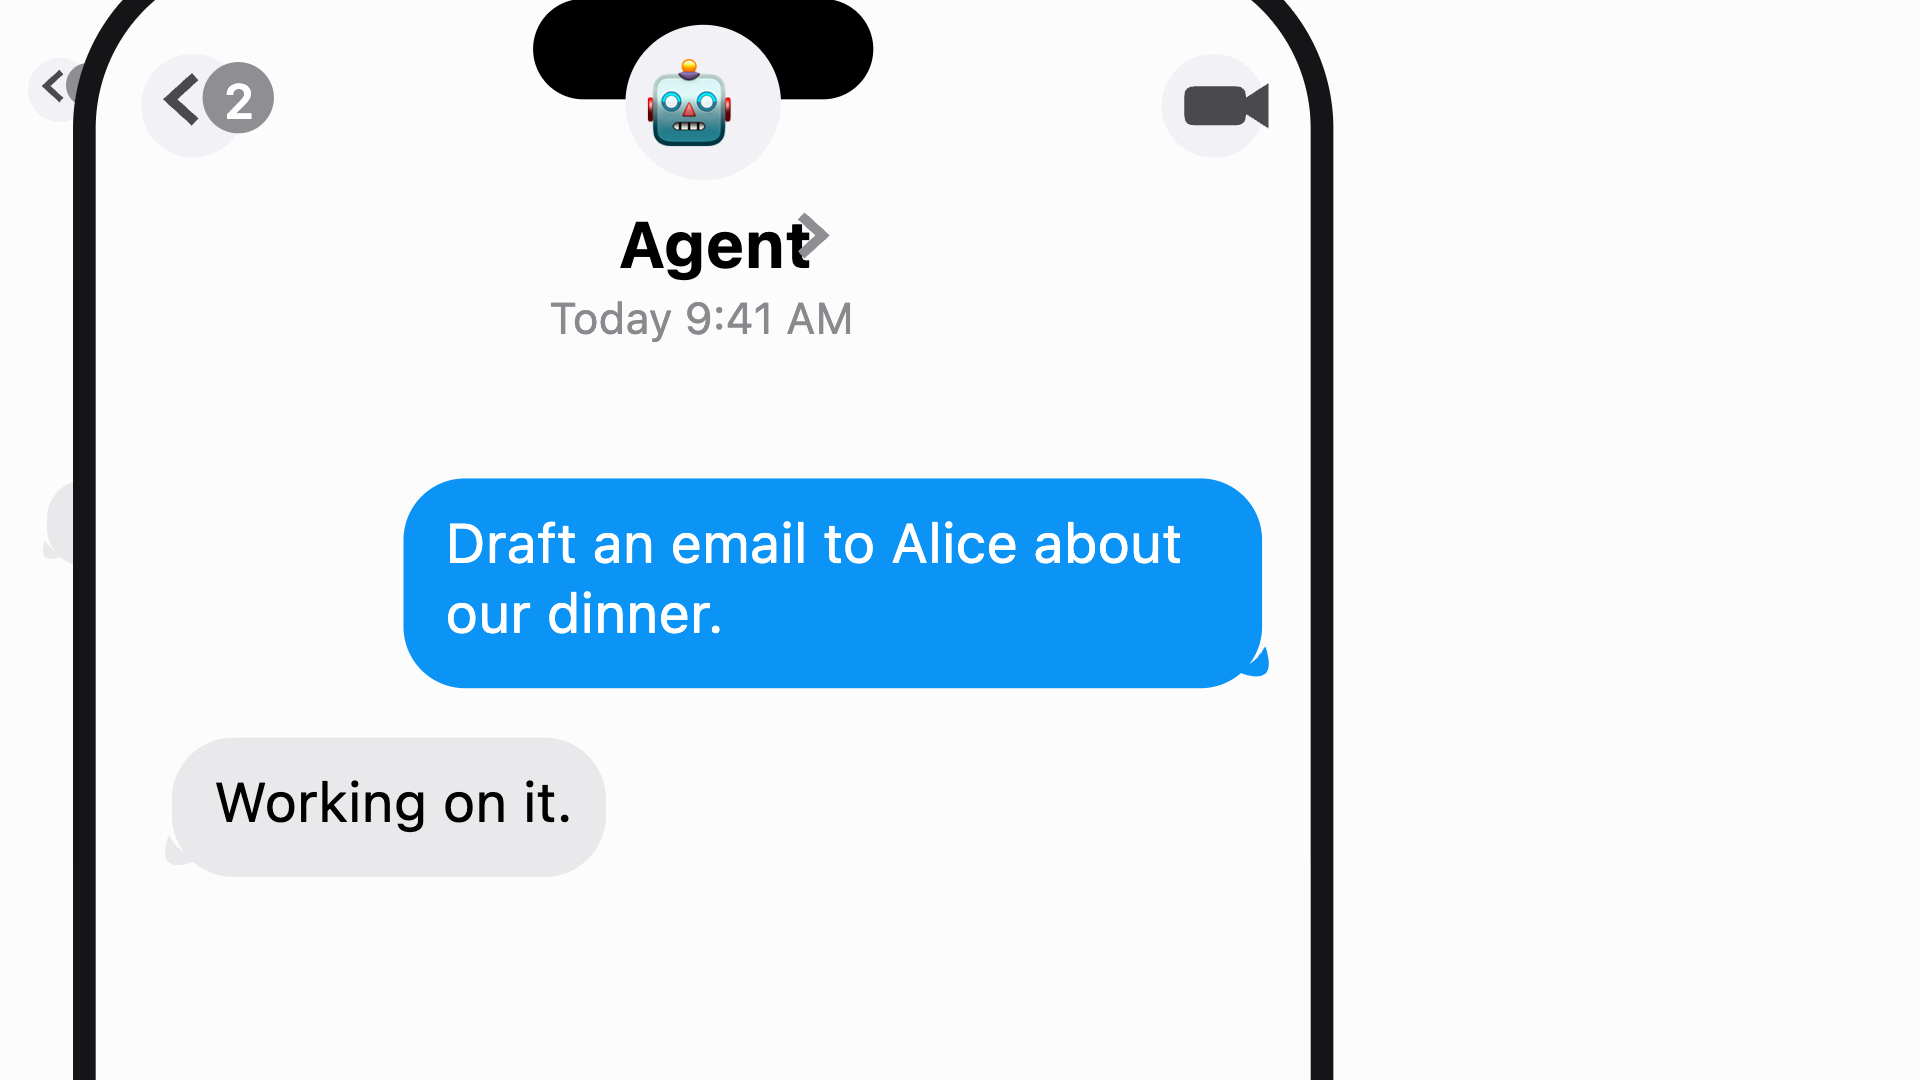 2
Agent
Today 9:41 AM
Draft an email to Alice about
our dinner.
Working on it.